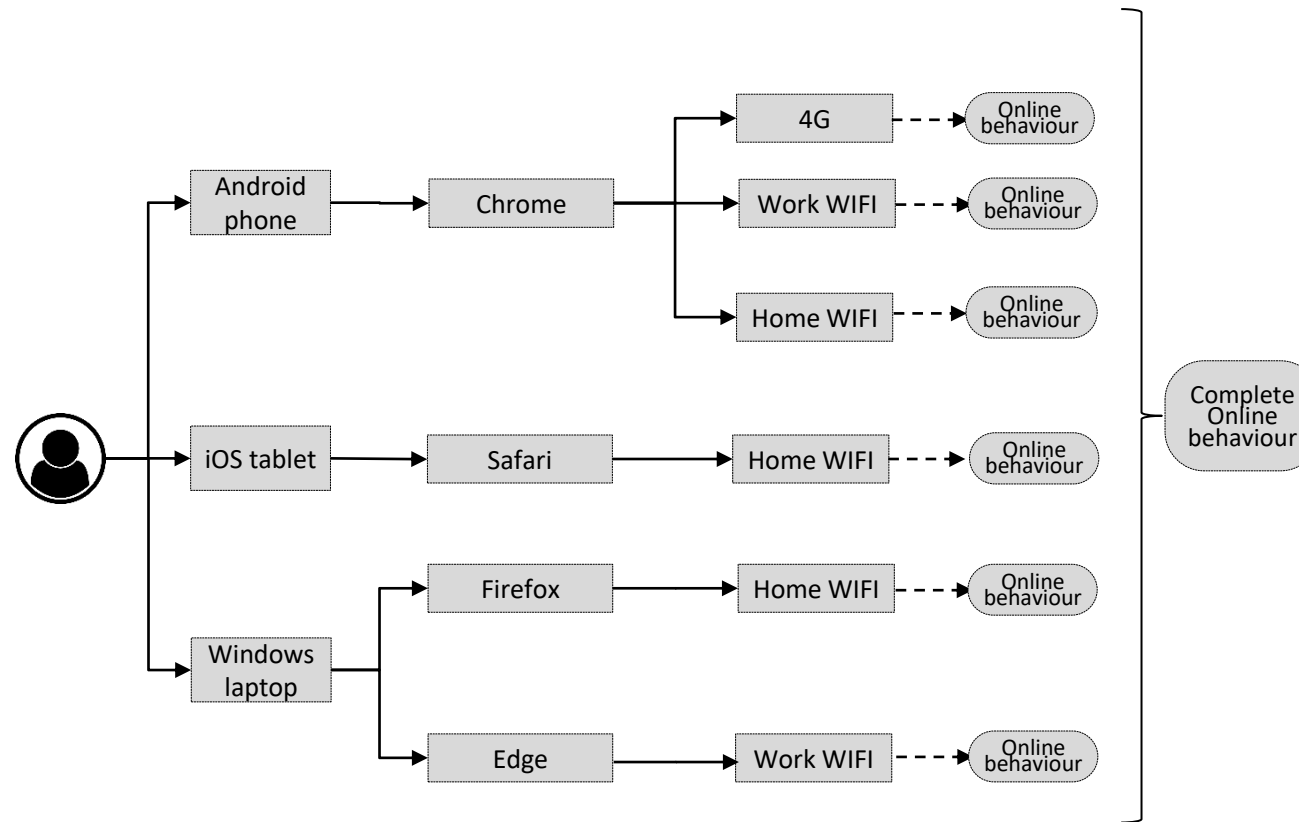 4G
Online
behaviour
Android
phone
Chrome
Work WIFI
Online
behaviour
Home WIFI
Online
behaviour
Complete
Online
behaviour
iOS tablet
Safari
Home WIFI
Online
behaviour
Firefox
Home WIFI
Online
behaviour
Windows
laptop
Edge
Work WIFI
Online
behaviour